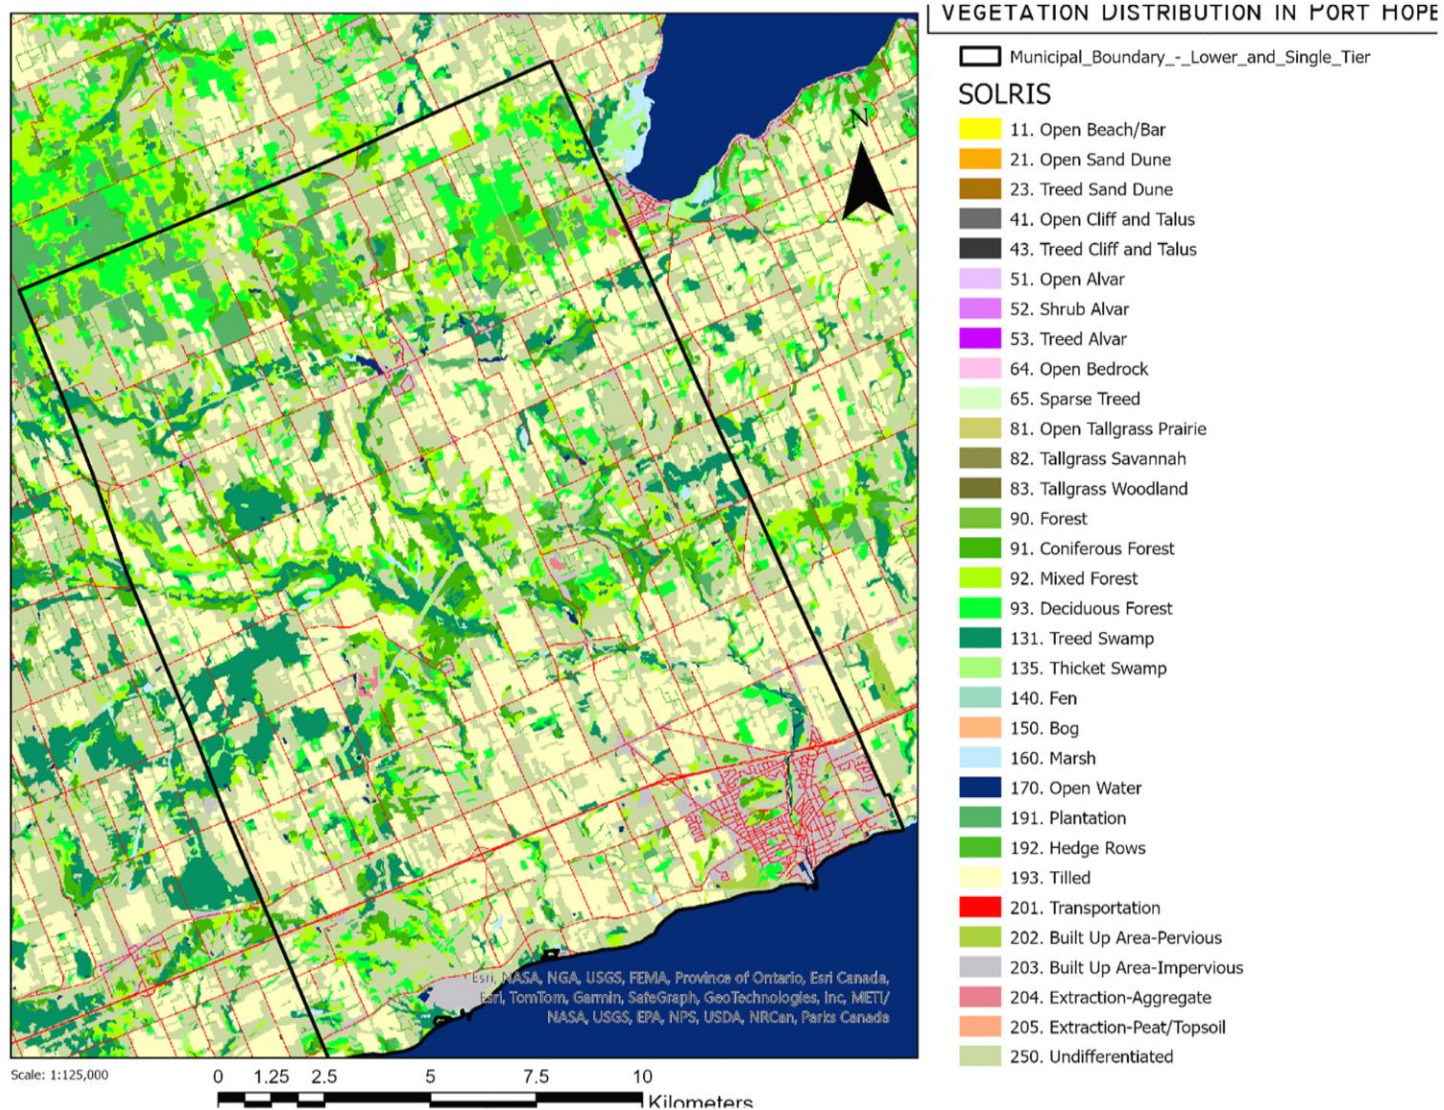 VEGETATION DISTRIBUTION IN PORT HOPE
Municipal_Boundary_-_Lower_and_Single_Tier
SOLRIS
11. Open Beach/Bar
21. Open Sand Dune
23. Treed Sand Dune
41. Open Cliff and Talus
43. Treed Cliff and Talus
51. Open Alvar
52. Shrub Alvar
53. Treed Alvar
64. Open Bedrock
65. Sparse Treed
81. Open Tallgrass Prairie
82. Tallgrass Savannah
83. Tallgrass Woodland
90. Forest
91. Coniferous Forest
92. Mixed Forest
93. Deciduous Forest
131. Treed Swamp
135. Thicket Swamp
140. Fen
150. Bog
160. Marsh
170. Open Water
191. Plantation
192. Hedge Rows
193. Tilled
201. Transportation
202. Built Up Area-Pervious
203. Built Up Area-Impervious
204. Extraction-Aggregate
205. Extraction-Peat/Topsoil
250. Undifferentiated
N
Esri, NASA, NGA, USGS, FEMA, Province of Ontario, Esri Canada,
Esri, TomTom, Garmin, SafeGraph, GeoTechnologies, Inc, METI/
NASA, USGS, EPA, NPS, USDA, NRCan, Parks Canada
Scale: 1:125,000
0 1.25 2.5 5 7.5 10
Kilometers